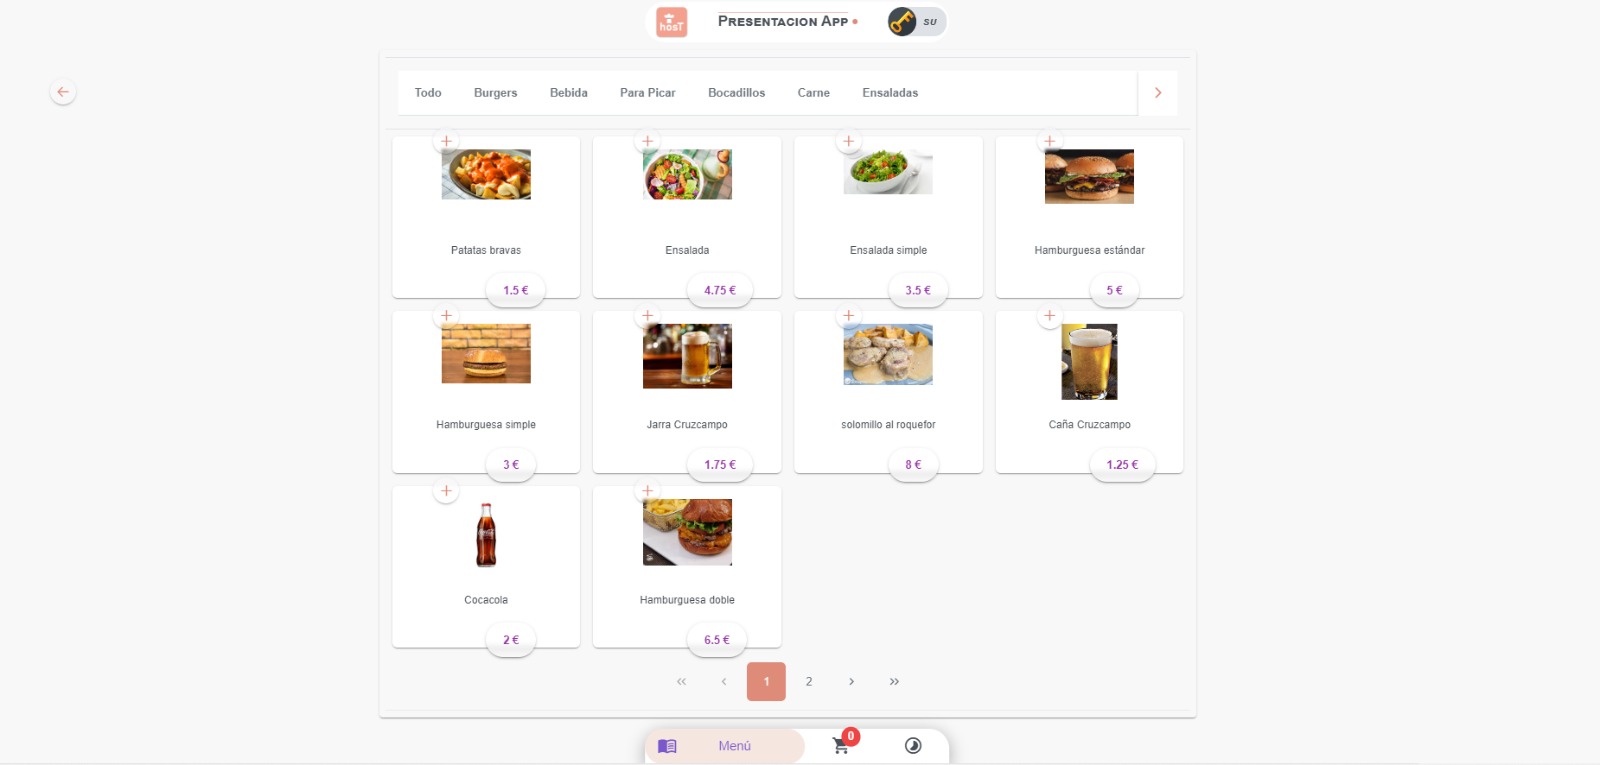 hosT
Presentacion App
SU
Todo
Burgers
Bebida
Para Picar
Bocadillos
Carne
Ensaladas
Patatas bravas
1.5 €
Ensalada
4.75 €
Ensalada simple
3.5 €
Hamburguesa estándar
5 €
Hamburguesa simple
3 €
Jarra Cruzcampo
1.75 €
solomillo al roquefor
8 €
Caña Cruzcampo
1.25 €
Cocacola
2 €
Hamburguesa doble
6.5 €
1
2
Menú
0